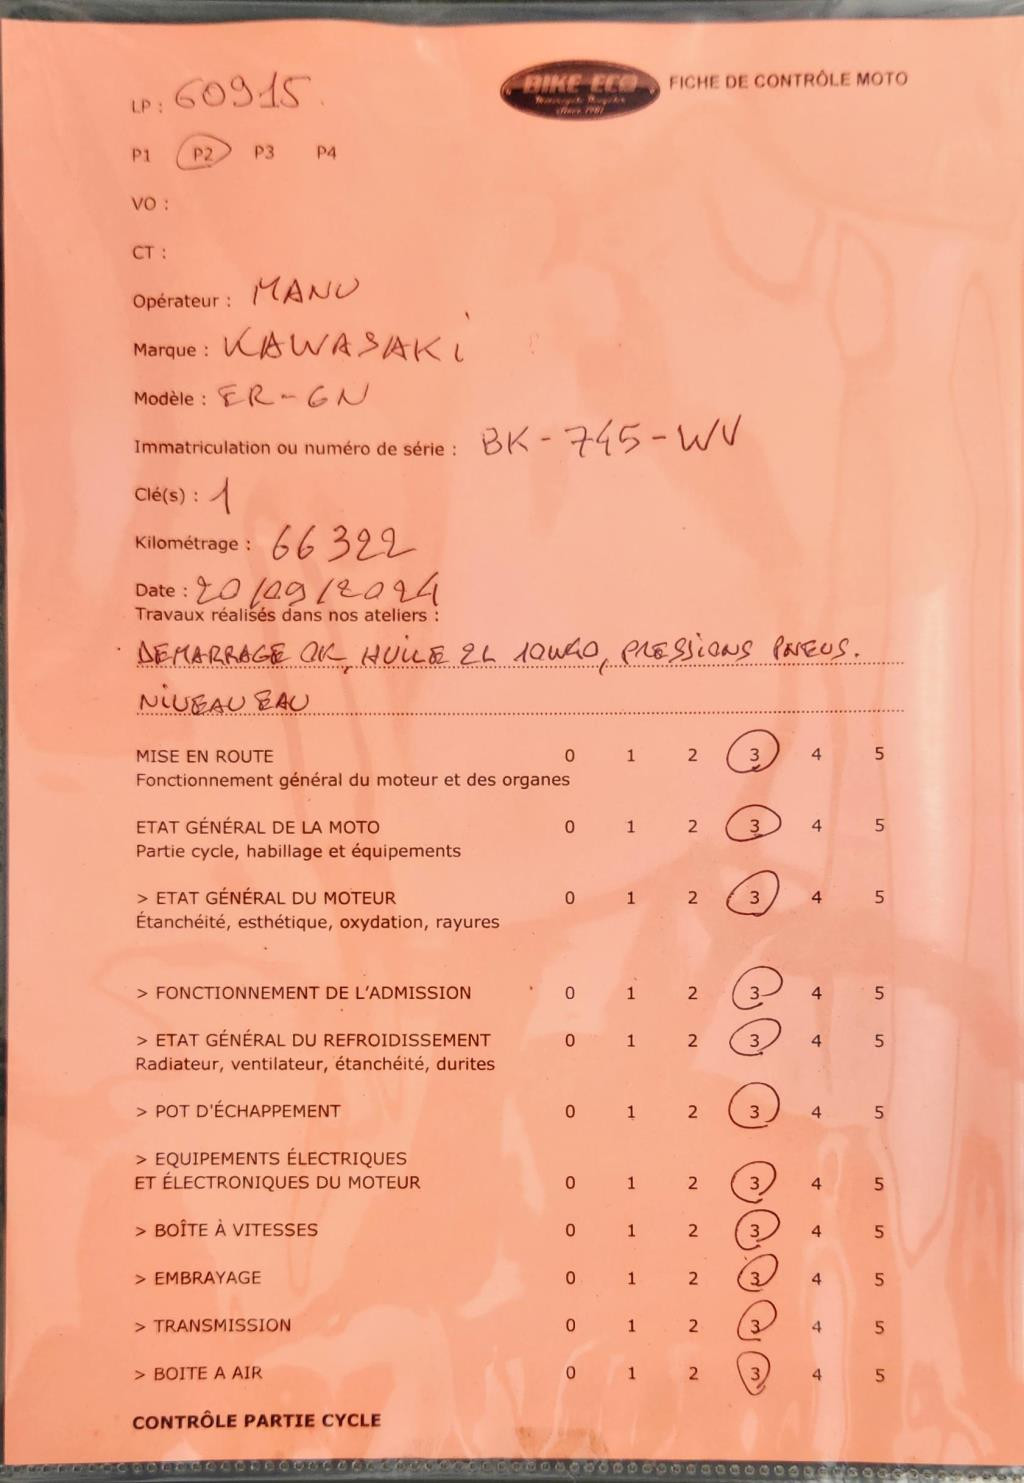 BIKE-ECO
Motorcycle Recycler
since 1981
FICHE DE CONTRÔLE MOTO
LP : 60915
P1 P2 P3 P4
VO :
CT :
Opérateur : MANU
Marque : KAWASAKI
Modèle : ER-6N
Immatriculation ou numéro de série : BK-745-WV
Clé(s) : 1
Kilométrage : 66322
Date : 20/09/2024
Travaux réalisés dans nos ateliers :
DEMARRAGE OK, HUILE 2L 10W40, PRESSIONS PNEUS.
NIVEAU EAU
MISE EN ROUTE 0 1 2 3 4 5
Fonctionnement général du moteur et des organes
ETAT GÉNÉRAL DE LA MOTO 0 1 2 3 4 5
Partie cycle, habillage et équipements
> ETAT GÉNÉRAL DU MOTEUR 0 1 2 3 4 5
Étanchéité, esthétique, oxydation, rayures
> FONCTIONNEMENT DE L'ADMISSION 0 1 2 3 4 5
> ETAT GÉNÉRAL DU REFROIDISSEMENT 0 1 2 3 4 5
Radiateur, ventilateur, étanchéité, durites
> POT D'ÉCHAPPEMENT 0 1 2 3 4 5
> EQUIPEMENTS ÉLECTRIQUES
ET ÉLECTRONIQUES DU MOTEUR 0 1 2 3 4 5
> BOÎTE À VITESSES 0 1 2 3 4 5
> EMBRAYAGE 0 1 2 3 4 5
> TRANSMISSION 0 1 2 3 4 5
> BOITE A AIR 0 1 2 3 4 5
CONTRÔLE PARTIE CYCLE